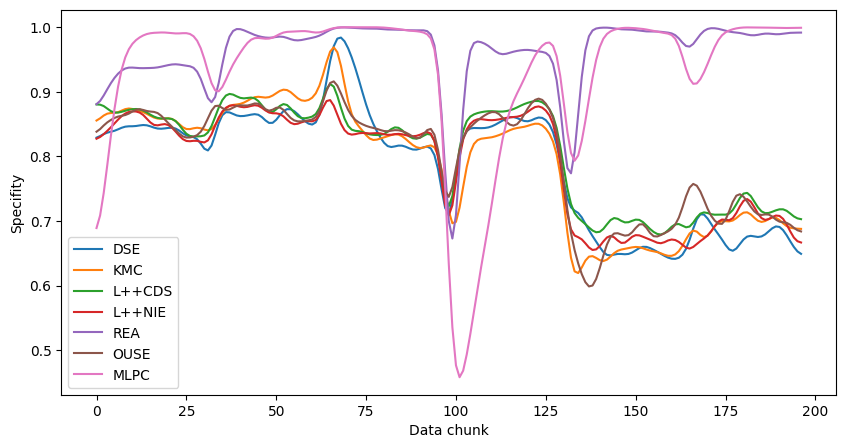 1.0
0.9
0.8
0.7
0.6
0.5
Specifity
DSE
KMC
L++CDS
L++NIE
REA
OUSE
MLPC
0 25 50 75 100 125 150 175 200
Data chunk